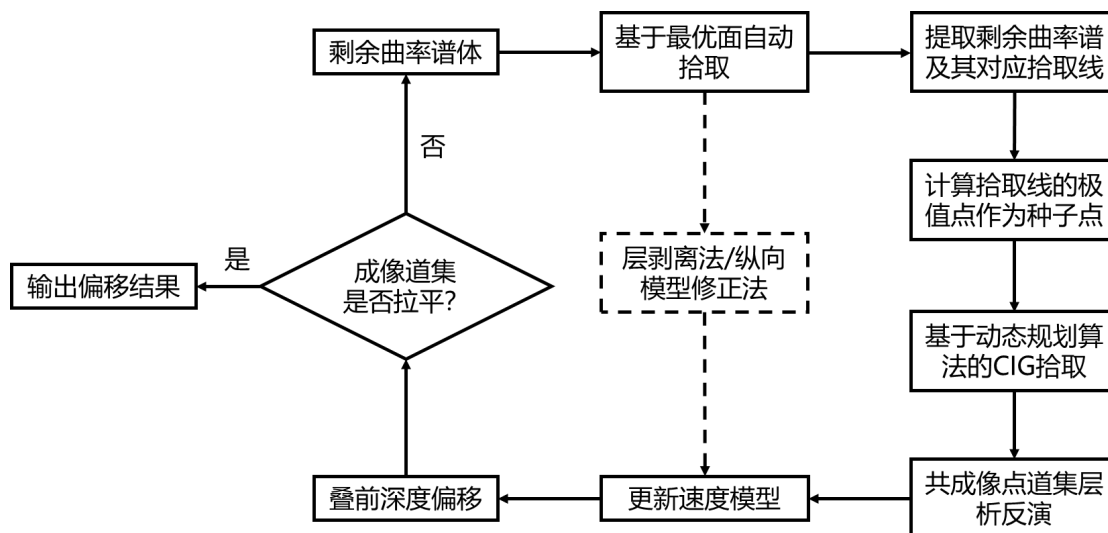 剩余曲率谱体
基于最优面自动
拾取
提取剩余曲率谱
及其对应拾取线
否
计算拾取线的极
值点作为种子点
是
输出偏移结果
成像道集
是否拉平？
层剥离法/纵向
模型修正法
基于动态规划算
法的CIG拾取
叠前深度偏移
更新速度模型
共成像点道集层
析反演